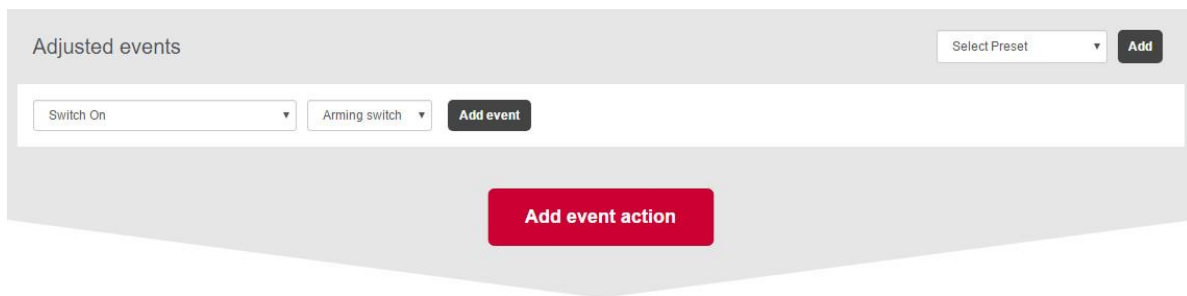 Adjusted events
Select Preset
Add
Switch On
Arming switch
Add event
Add event action